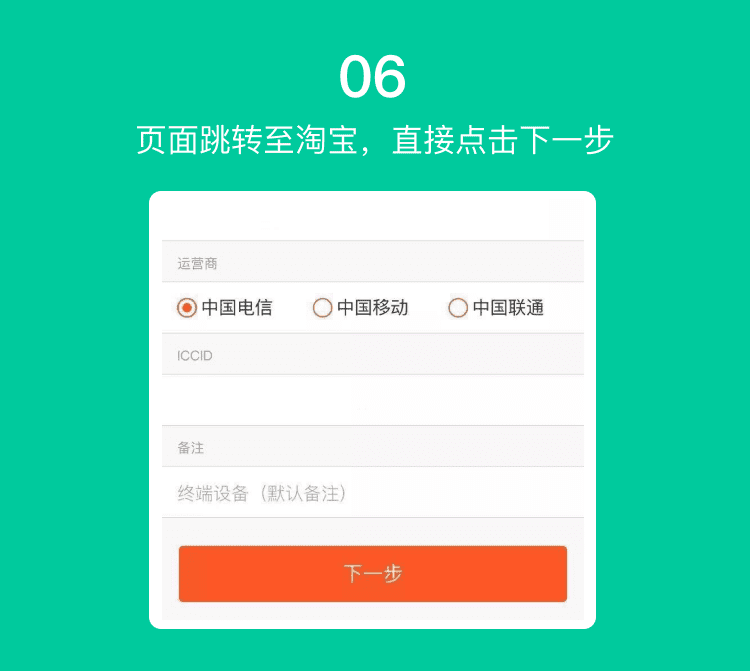 06
页面跳转至淘宝，直接点击下一步
运营商
中国电信 中国移动 中国联通
ICCID
备注
终端设备（默认备注）
下一步